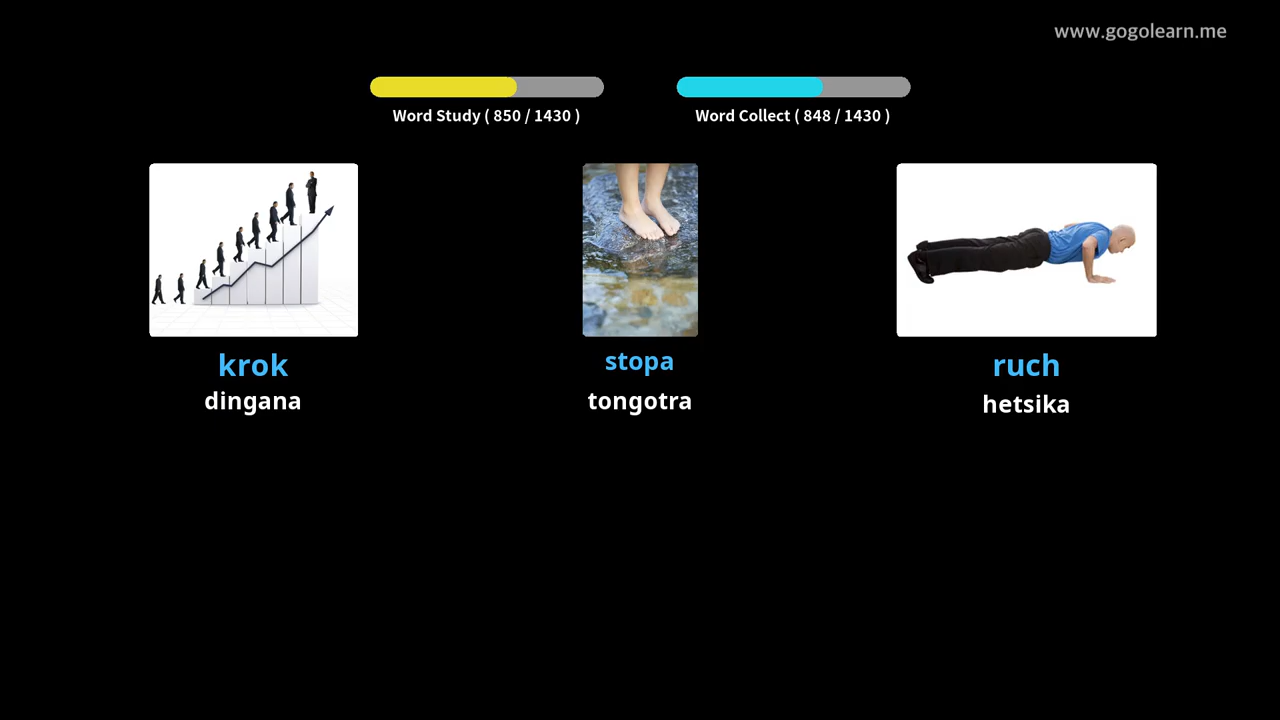 www.gogolearn.me
Word Study ( 850 / 1430 )
Word Collect ( 848 / 1430 )
krok
dingana
stopa
tongotra
ruch
hetsika